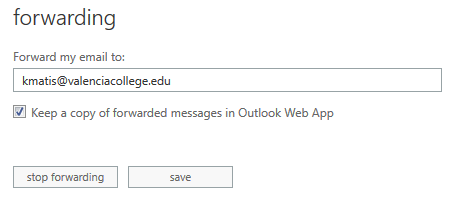 forwarding
Forward my email to:
kmatis@valenciacollege.edu
Keep a copy of forwarded messages in Outlook Web App
stop forwarding save